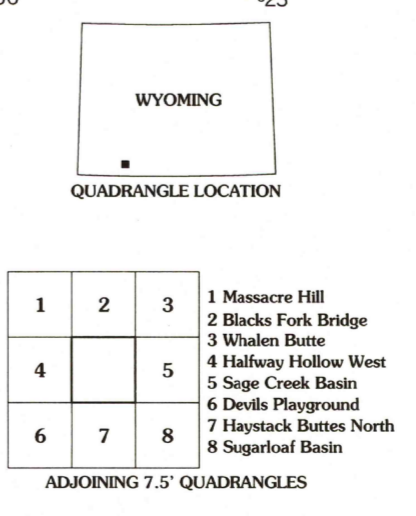 WYOMING
QUADRANGLE LOCATION
1 2 3
4 5
6 7 8
1 Massacre Hill
2 Blacks Fork Bridge
3 Whalen Butte
4 Halfway Hollow West
5 Sage Creek Basin
6 Devils Playground
7 Haystack Buttes North
8 Sugarloaf Basin
ADJOINING 7.5' QUADRANGLES